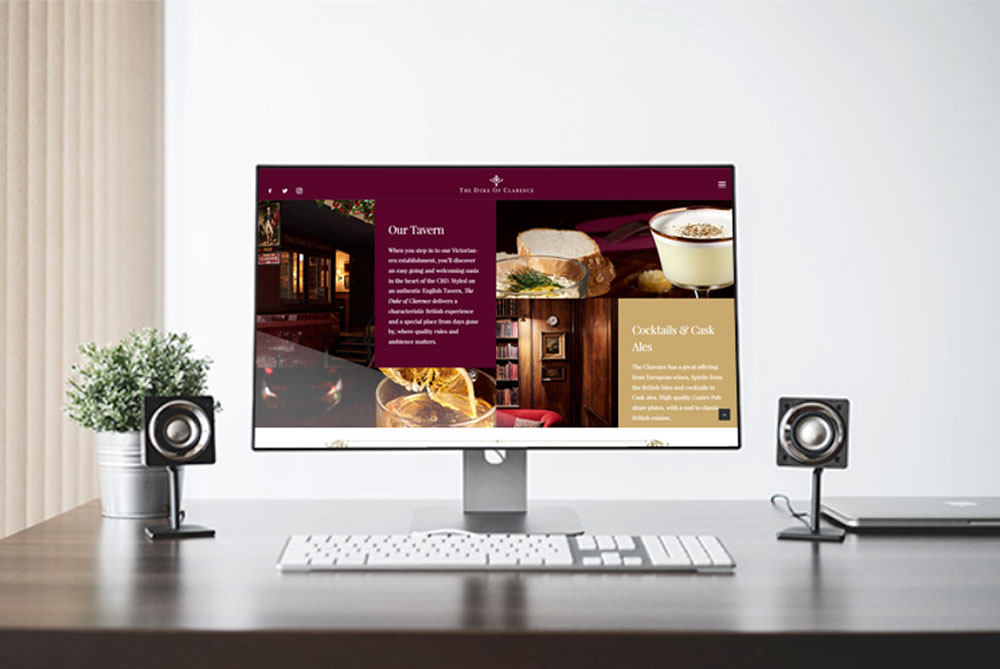 The Duke Of Clarence
Our Tavern
When you step in to our Victorian-
era establishment, you'll discover
an easy going and welcoming oasis
in the heart of the CBD. Styled on
an authentic English Tavern, The
Duke of Clarence delivers a
characteristic British experience
and a special place from days gone
by, where quality rules and
ambience matters.
Cocktails & Cask
Ales
The Clarence has a great offering
from European wines, Spirits from
the British Isles and cocktails to
Cask ales. High quality Gastro Pub
share plates, with a nod to classic
British cuisine.